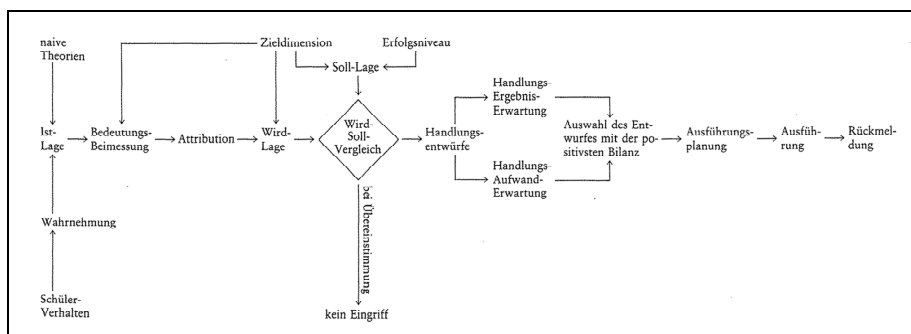 naive
Theorien
Zieldimension
Erfolgsniveau
Soll-Lage
Handlungs-
Ergebnis-
Erwartung
Ist-
Lage
Bedeutungs-
Beimessung
Attribution
Wird-
Lage
Wird-
Soll-
Vergleich
Handlungs-
entwürfe
Auswahl des Ent-
wurfes mit der po-
sitivsten Bilanz
Ausführungs-
planung
Ausfüh-
rung
Rückmel-
dung
Handlungs-
Aufwand-
Erwartung
bei Übereinstimmung
Wahrnehmung
Schüler-
Verhalten
kein Eingriff